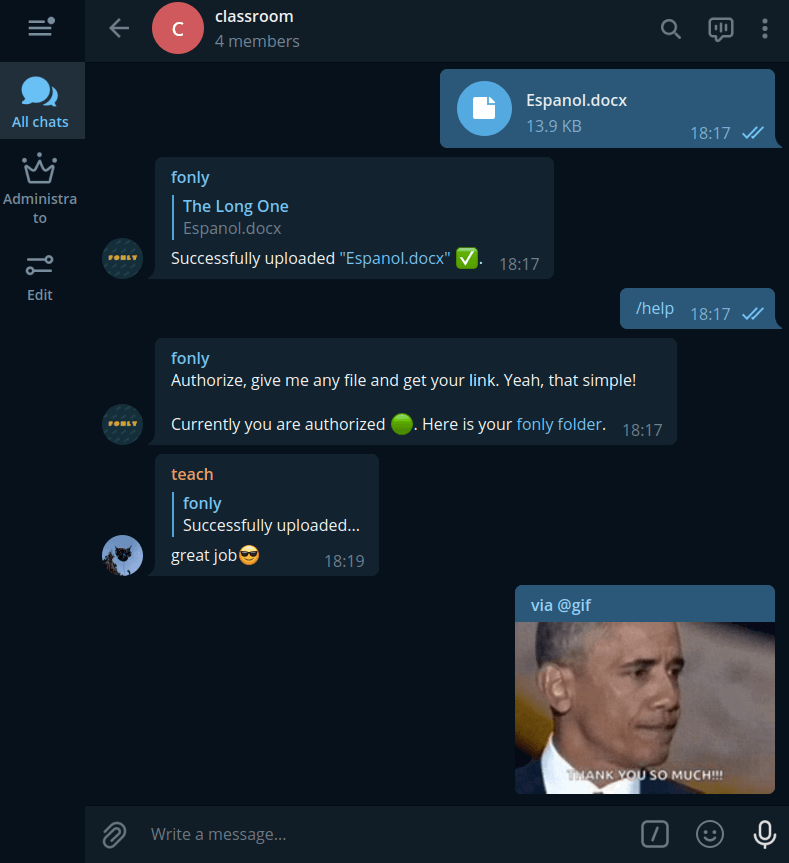 classroom
C
4 members
All chats
Administra
to
Edit
Espanol.docx
13.9 KB
18:17
fonly
The Long One
Espanol.docx
Successfully uploaded "Espanol.docx" ✅.
18:17
FONLY
/help
18:17
fonly
Authorize, give me any file and get your link. Yeah, that simple!
Currently you are authorized 🟢. Here is your fonly folder.
18:17
FONLY
teach
fonly
Successfully uploaded...
great job😎
18:19
via @gif
THANK YOU SO MUCH!!!
Write a message...
/